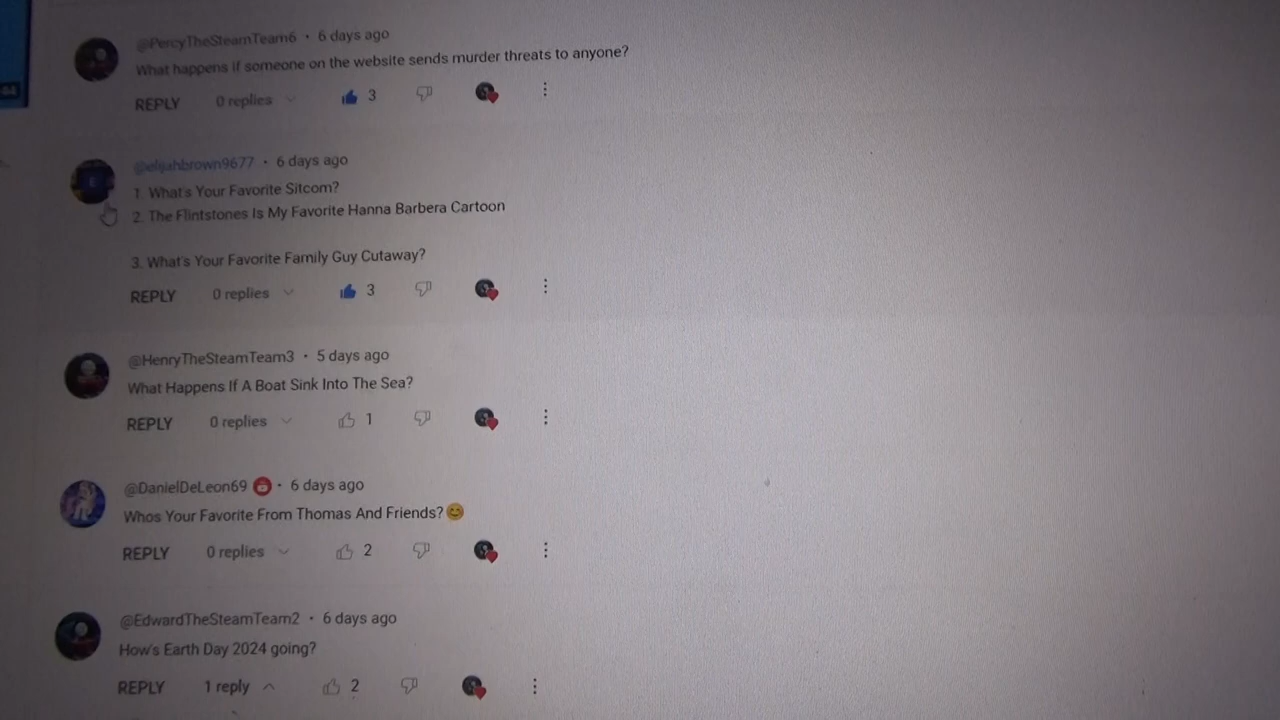 @PercyTheSteamTeam6 · 6 days ago
What happens if someone on the website sends murder threats to anyone?
REPLY 0 replies 3
@elijahbrown9677 · 6 days ago
1. What's Your Favorite Sitcom?
2. The Flintstones Is My Favorite Hanna Barbera Cartoon
3. What's Your Favorite Family Guy Cutaway?
REPLY 0 replies 3
@HenryTheSteamTeam3 · 5 days ago
What Happens If A Boat Sink Into The Sea?
REPLY 0 replies 1
@DanielDeLeon69 · 6 days ago
Whos Your Favorite From Thomas And Friends?😊
REPLY 0 replies 2
@EdwardTheSteamTeam2 · 6 days ago
How's Earth Day 2024 going?
REPLY 1 reply 2